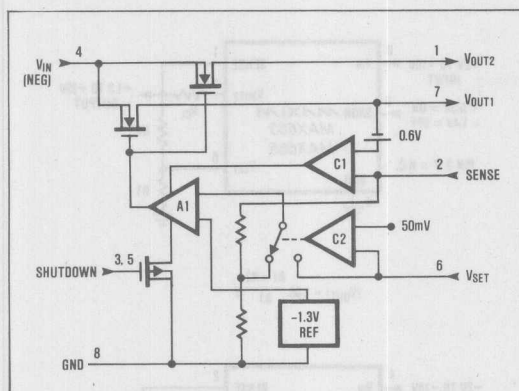 4
VIN
(NEG)
1
VOUT2
7
VOUT1
0.6V
C1
2
SENSE
A1
C2
50mV
SHUTDOWN
3, 5
6
VSET
−1.3V
REF
GND
8